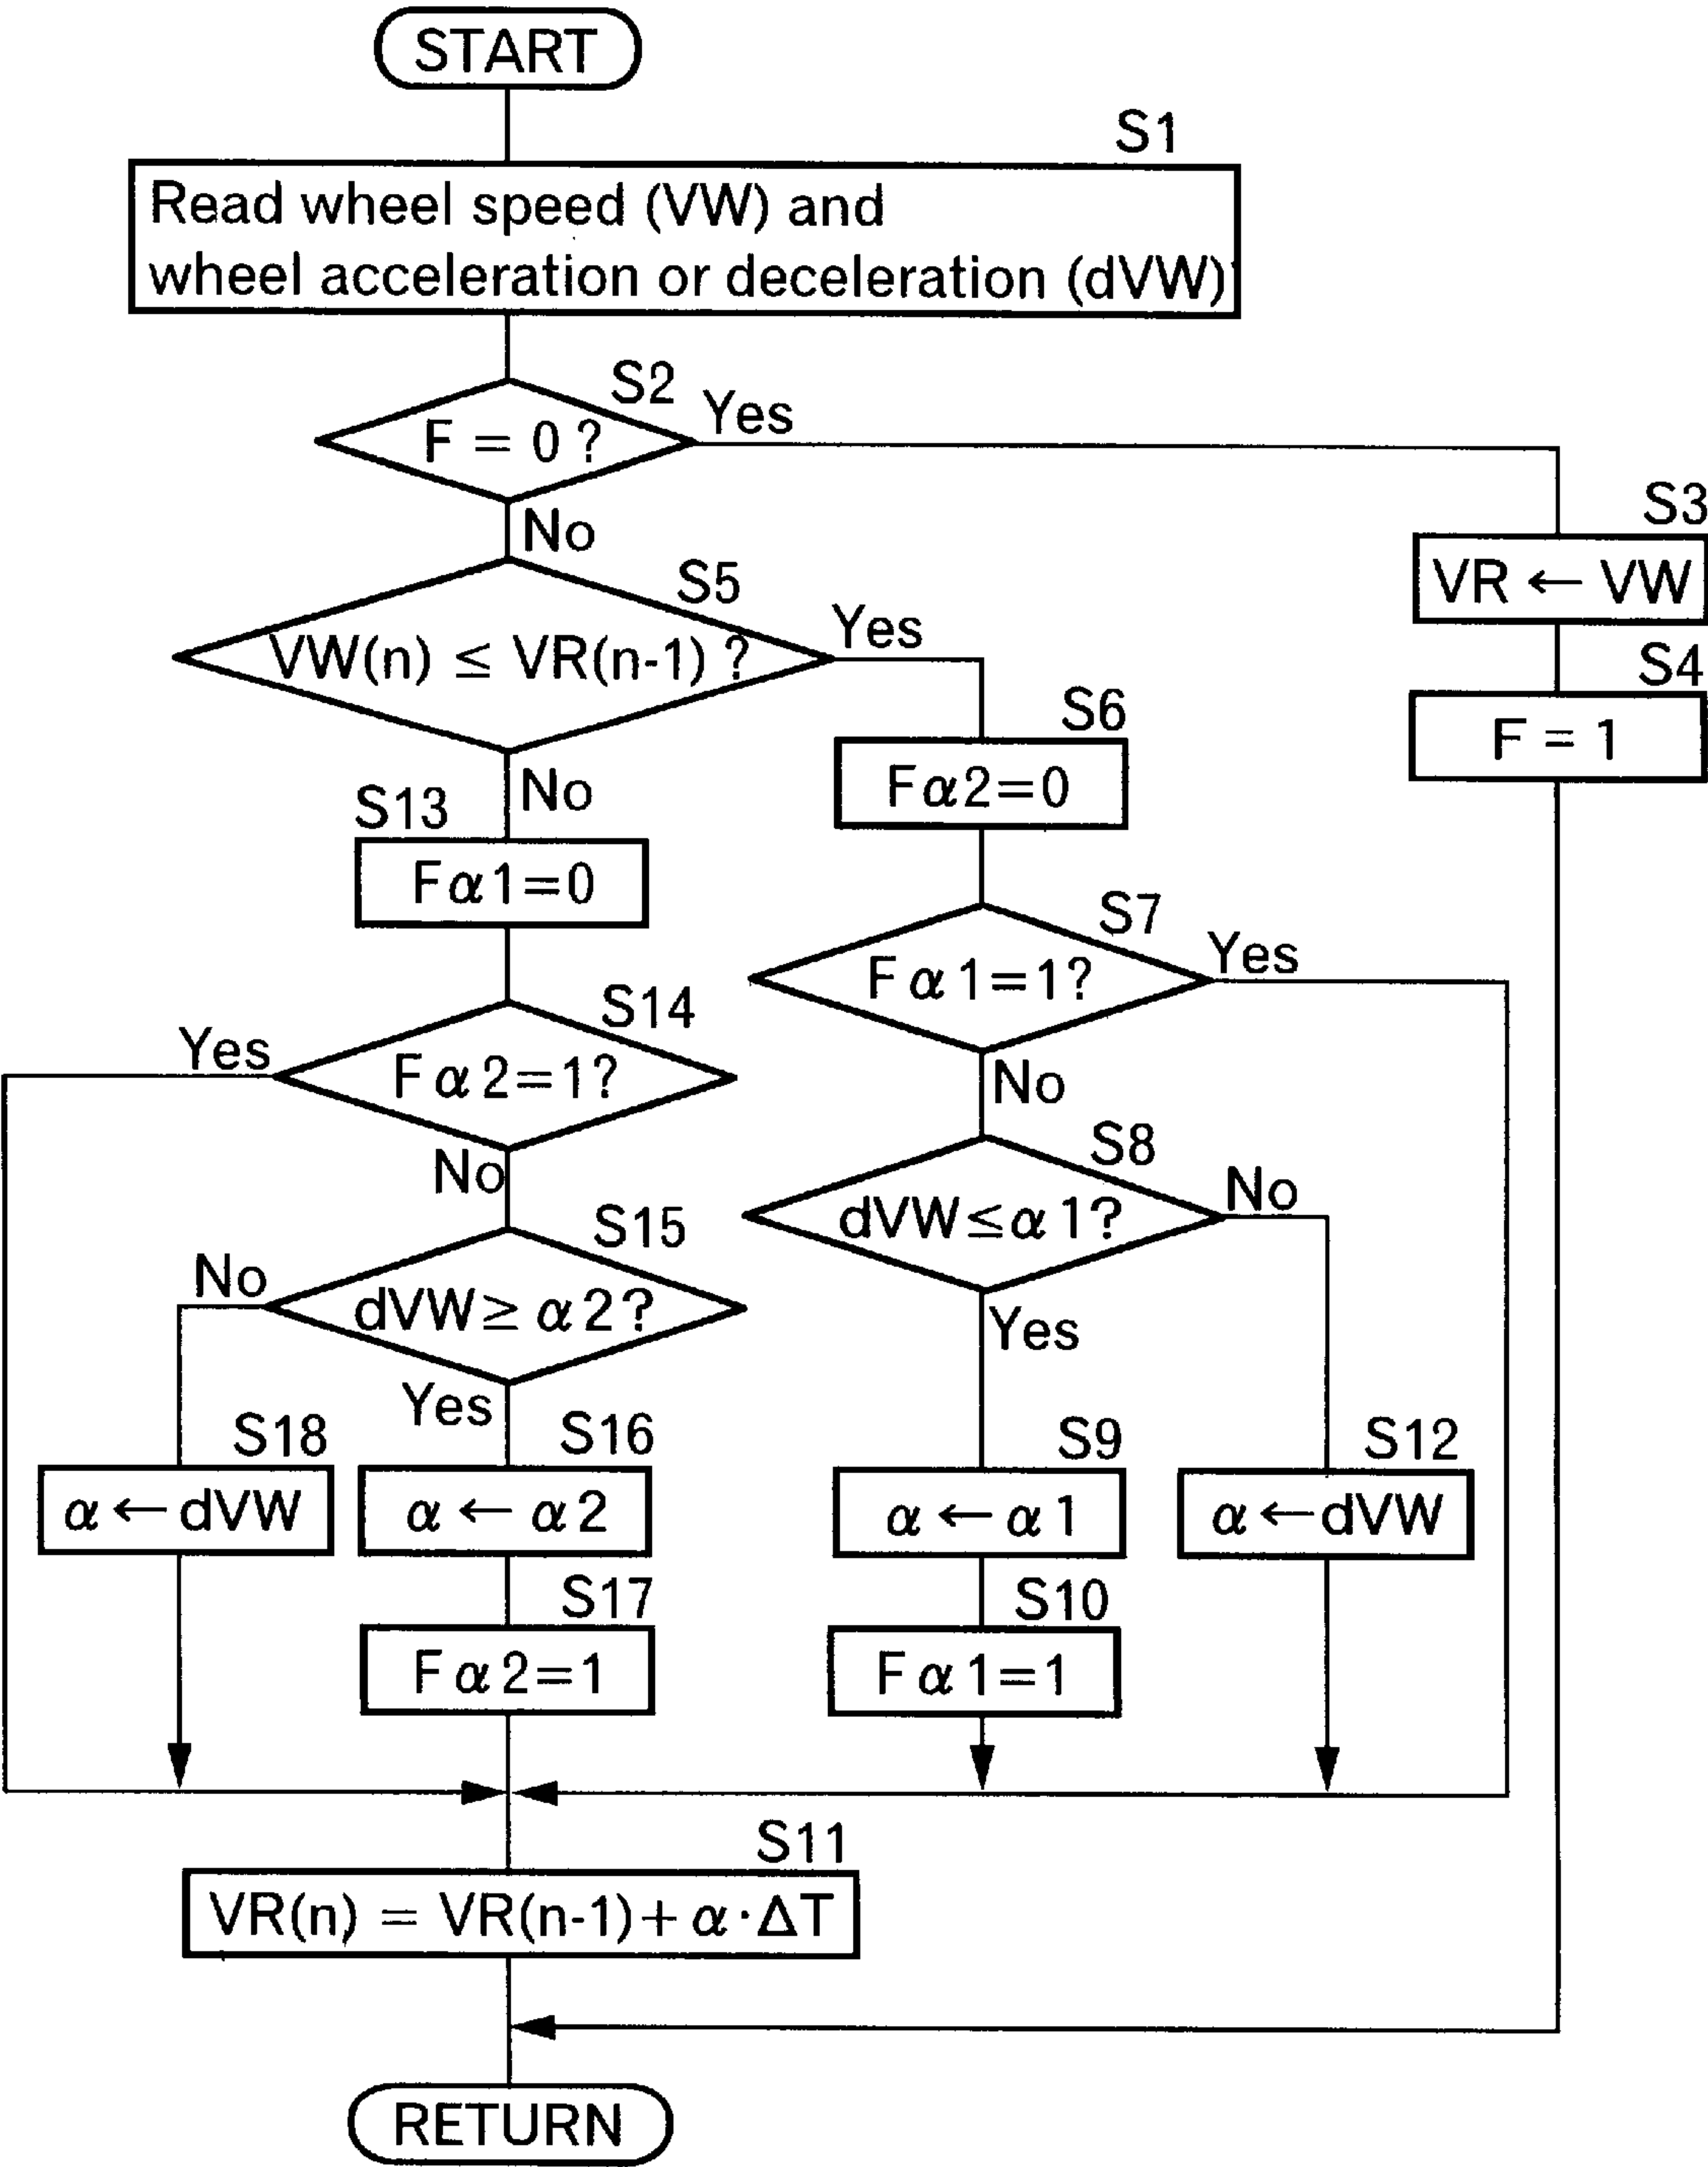 START
S1
Read wheel speed (VW) and
wheel acceleration or deceleration (dVW)
S2
F = 0 ?
Yes
No
S3
VR ← VW
S4
F = 1
S5
VW(n) ≤ VR(n-1) ?
Yes
No
S6
Fα2=0
S13
Fα1=0
S7
Fα1=1?
Yes
No
S14
Fα2=1?
Yes
No
S8
dVW≤α1?
No
Yes
S15
dVW≥α2?
No
Yes
S18
α←dVW
S16
α←α2
S9
α←α1
S12
α←dVW
S17
Fα2=1
S10
Fα1=1
S11
VR(n) = VR(n-1)+α·ΔT
RETURN